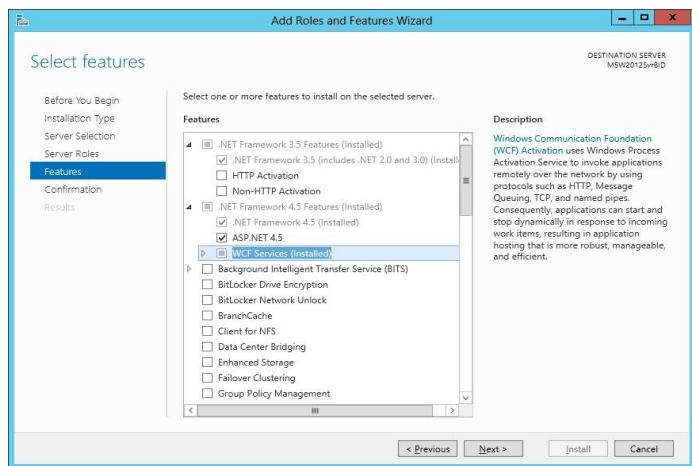 Add Roles and Features Wizard
Select features
DESTINATION SERVER
MSW2012SvrBID
Before You Begin
Installation Type
Server Selection
Server Roles
Features
Confirmation
Results
Select one or more features to install on the selected server.
Features
.NET Framework 3.5 Features (Installed)
.NET Framework 3.5 (includes .NET 2.0 and 3.0) (Install
HTTP Activation
Non-HTTP Activation
.NET Framework 4.5 Features (Installed)
.NET Framework 4.5 (Installed)
ASP.NET 4.5
WCF Services (Installed)
Background Intelligent Transfer Service (BITS)
BitLocker Drive Encryption
BitLocker Network Unlock
BranchCache
Client for NFS
Data Center Bridging
Enhanced Storage
Failover Clustering
Group Policy Management
Description
Windows Communication Foundation
(WCF) Activation uses Windows Process
Activation Service to invoke applications
remotely over the network by using
protocols such as HTTP, Message
Queuing, TCP, and named pipes.
Consequently, applications can start and
stop dynamically in response to incoming
work items, resulting in application
hosting that is more robust, manageable,
and efficient.
< Previous
Next >
Install
Cancel